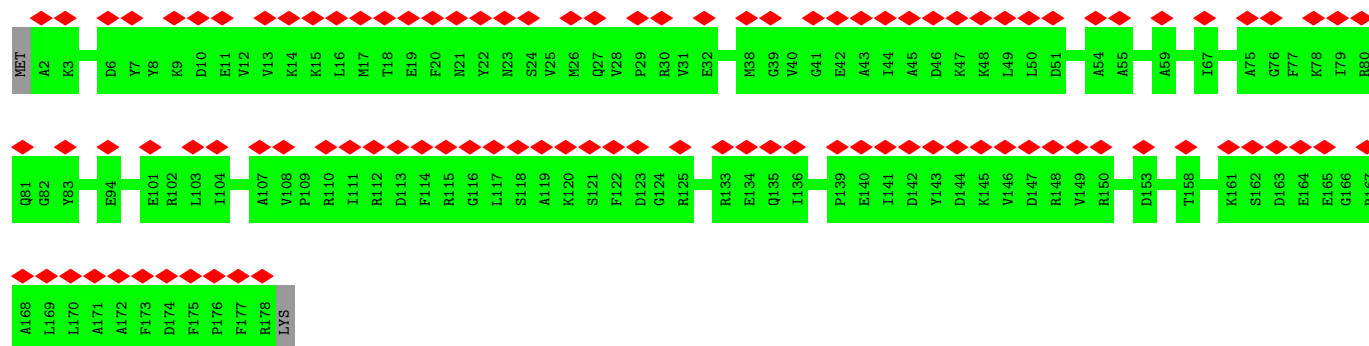 MET A2 K3 D6 Y7 Y8 K9 D10 E11 V12 V13 K14 K15 L16 M17 T18 E19 F20 N21 Y22 N23 S24 V25 M26 Q27 V28 P29 R30 V31 E32 M38 G39 V40 G41 E42 A43 I44 A45 D46 K47 K48 L49 L50 D51 A54 A55 A59 I67 A75 G76 F77 K78 I79 R80
Q81 G82 Y83 E94 E101 R102 L103 I104 A107 V108 P109 R110 I111 R112 D113 F114 R115 G116 L117 S118 A119 K120 S121 F122 D123 G124 R125 R133 E134 Q135 I136 P139 E140 I141 D142 Y143 D144 K145 V146 D147 R148 V149 R150 D153 T158 K161 S162 D163 E164 E165 G166 R167
A168 L169 L170 A171 A172 F173 D174 F175 P176 F177 R178 LYS